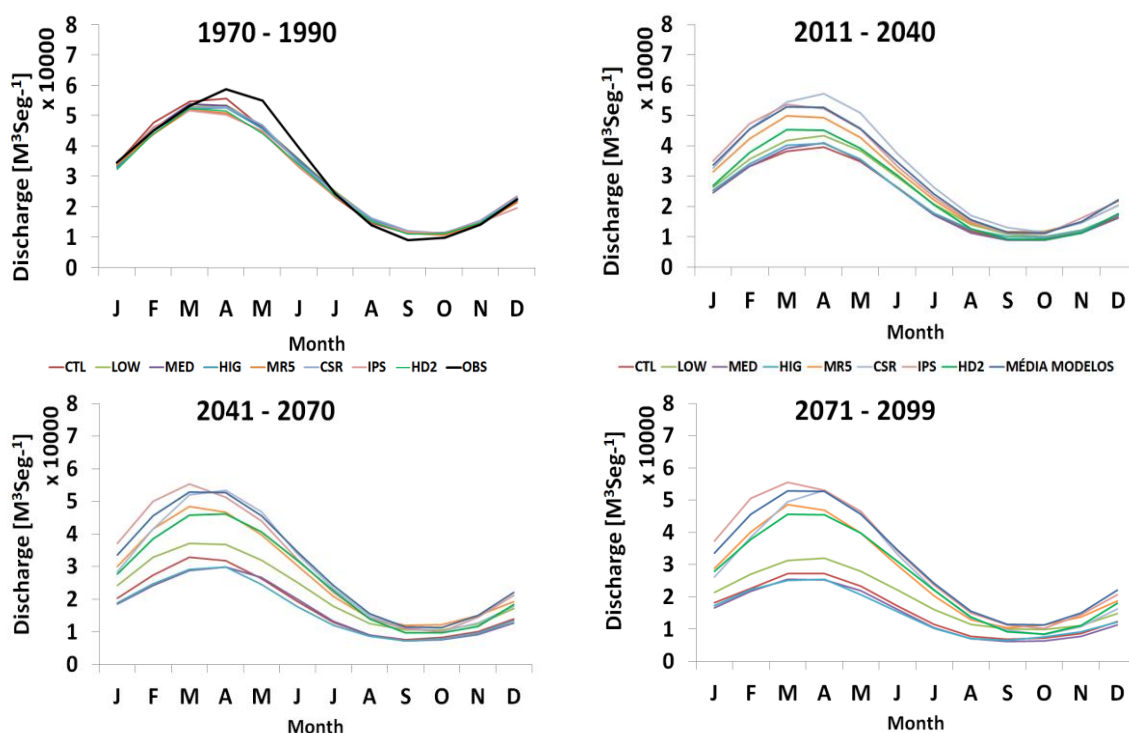 1970 - 1990
Discharge [M³Seg-¹]
x 10000
8
7
6
5
4
3
2
1
0
J F M A M J J A S O N D
Month
CTL LOW MED HIG MR5 CSR IPS HD2 OBS
2011 - 2040
Discharge [M³Seg-¹]
x 10000
8
7
6
5
4
3
2
1
0
J F M A M J J A S O N D
Month
CTL LOW MED HIG MR5 CSR IPS HD2 MÉDIA MODELOS
2041 - 2070
Discharge [M³Seg-¹]
x 10000
8
7
6
5
4
3
2
1
0
J F M A M J J A S O N D
Month
2071 - 2099
Discharge [M³Seg-¹]
x 10000
8
7
6
5
4
3
2
1
0
J F M A M J J A S O N D
Month